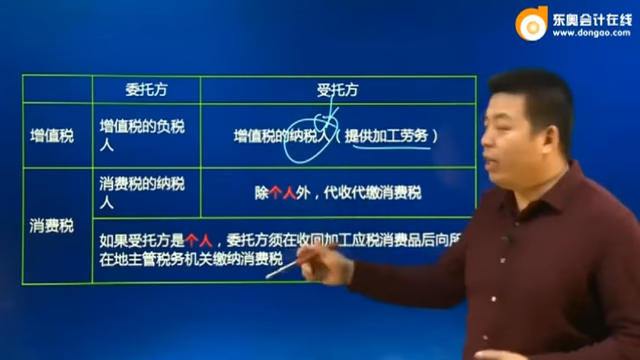 东奥会计在线
www.dongao.com
委托方
受托方
增值税
增值税的负税
人
增值税的纳税人（提供加工劳务）
消费税
消费税的纳税
人
除个人外，代收代缴消费税
如果受托方是个人，委托方须在收回加工应税消费品后向所
在地主管税务机关缴纳消费税